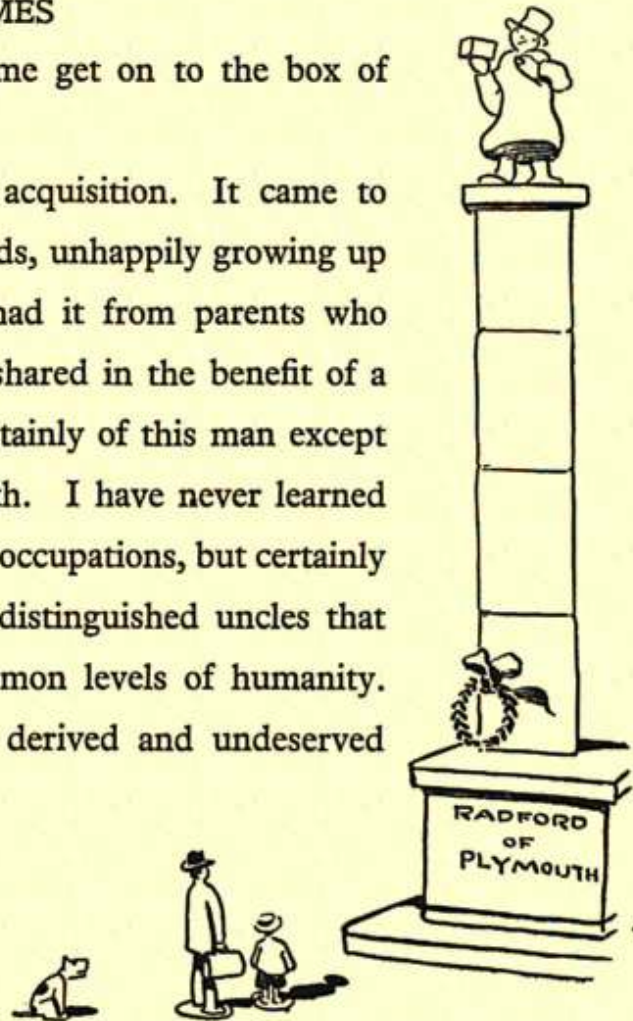 MES
me get on to the box of
acquisition. It came to
ds, unhappily growing up
had it from parents who
shared in the benefit of a
tainly of this man except
th. I have never learned
occupations, but certainly
distinguished uncles that
mon levels of humanity.
derived and undeserved
RADFORD
OF
PLYMOUTH